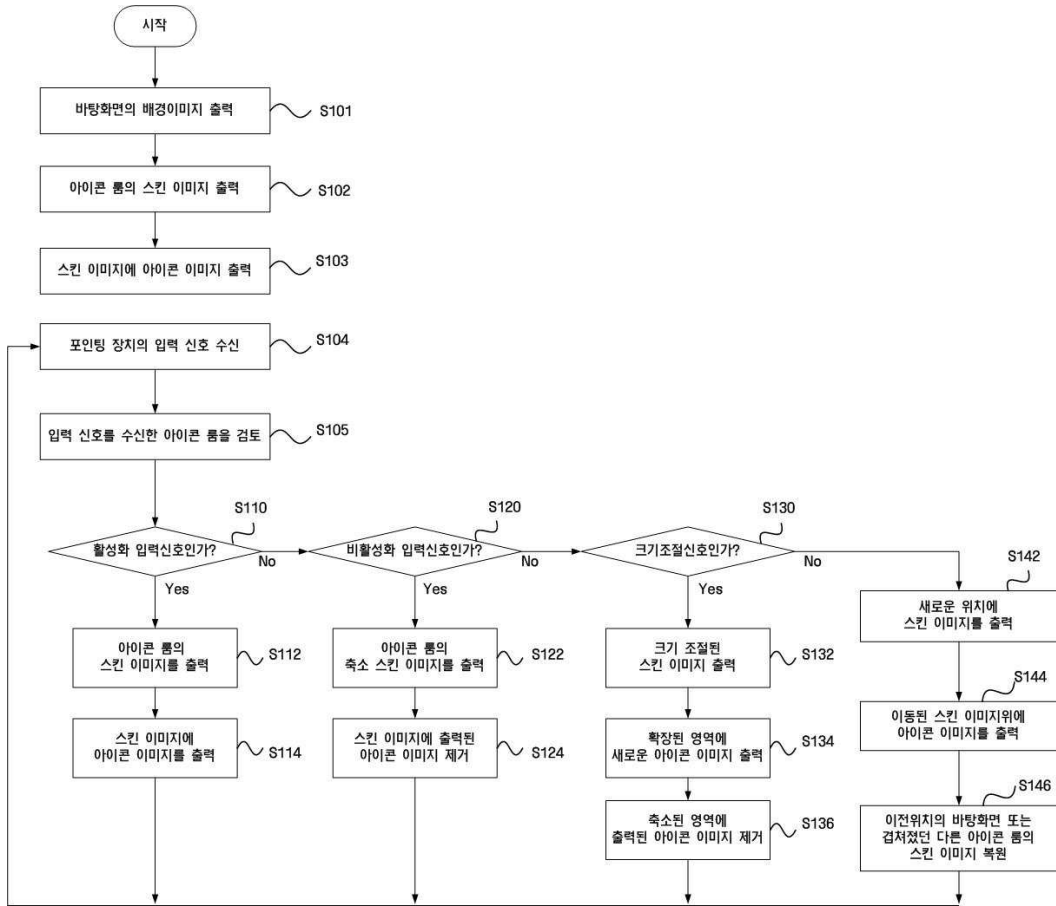 시작
바탕화면의 배경이미지 출력
S101
아이콘 룸의 스킨 이미지 출력
S102
스킨 이미지에 아이콘 이미지 출력
S103
포인팅 장치의 입력 신호 수신
S104
입력 신호를 수신한 아이콘 룸을 검토
S105
S110
활성화 입력신호인가?
No
Yes
S120
비활성화 입력신호인가?
No
Yes
S130
크기조절신호인가?
No
Yes
아이콘 룸의
스킨 이미지를 출력
S112
스킨 이미지에
아이콘 이미지를 출력
S114
아이콘 룸의
축소 스킨 이미지를 출력
S122
스킨 이미지에 출력된
아이콘 이미지 제거
S124
크기 조절된
스킨 이미지 출력
S132
확장된 영역에
새로운 아이콘 이미지 출력
S134
축소된 영역에
출력된 아이콘 이미지 제거
S136
S142
새로운 위치에
스킨 이미지를 출력
S144
이동된 스킨 이미지위에
아이콘 이미지를 출력
S146
이전위치의 바탕화면 또는
겹쳐졌던 다른 아이콘 룸의
스킨 이미지 복원